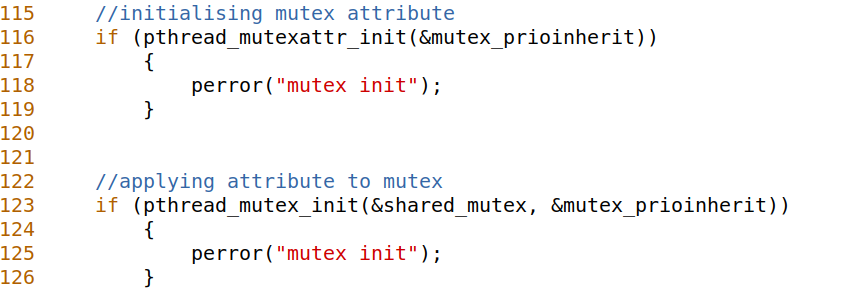 115     //initialising mutex attribute
116     if (pthread_mutexattr_init(&mutex_prioinherit))
117         {
118             perror("mutex init");
119         }
120
121
122     //applying attribute to mutex
123     if (pthread_mutex_init(&shared_mutex, &mutex_prioinherit))
124         {
125             perror("mutex init");
126         }